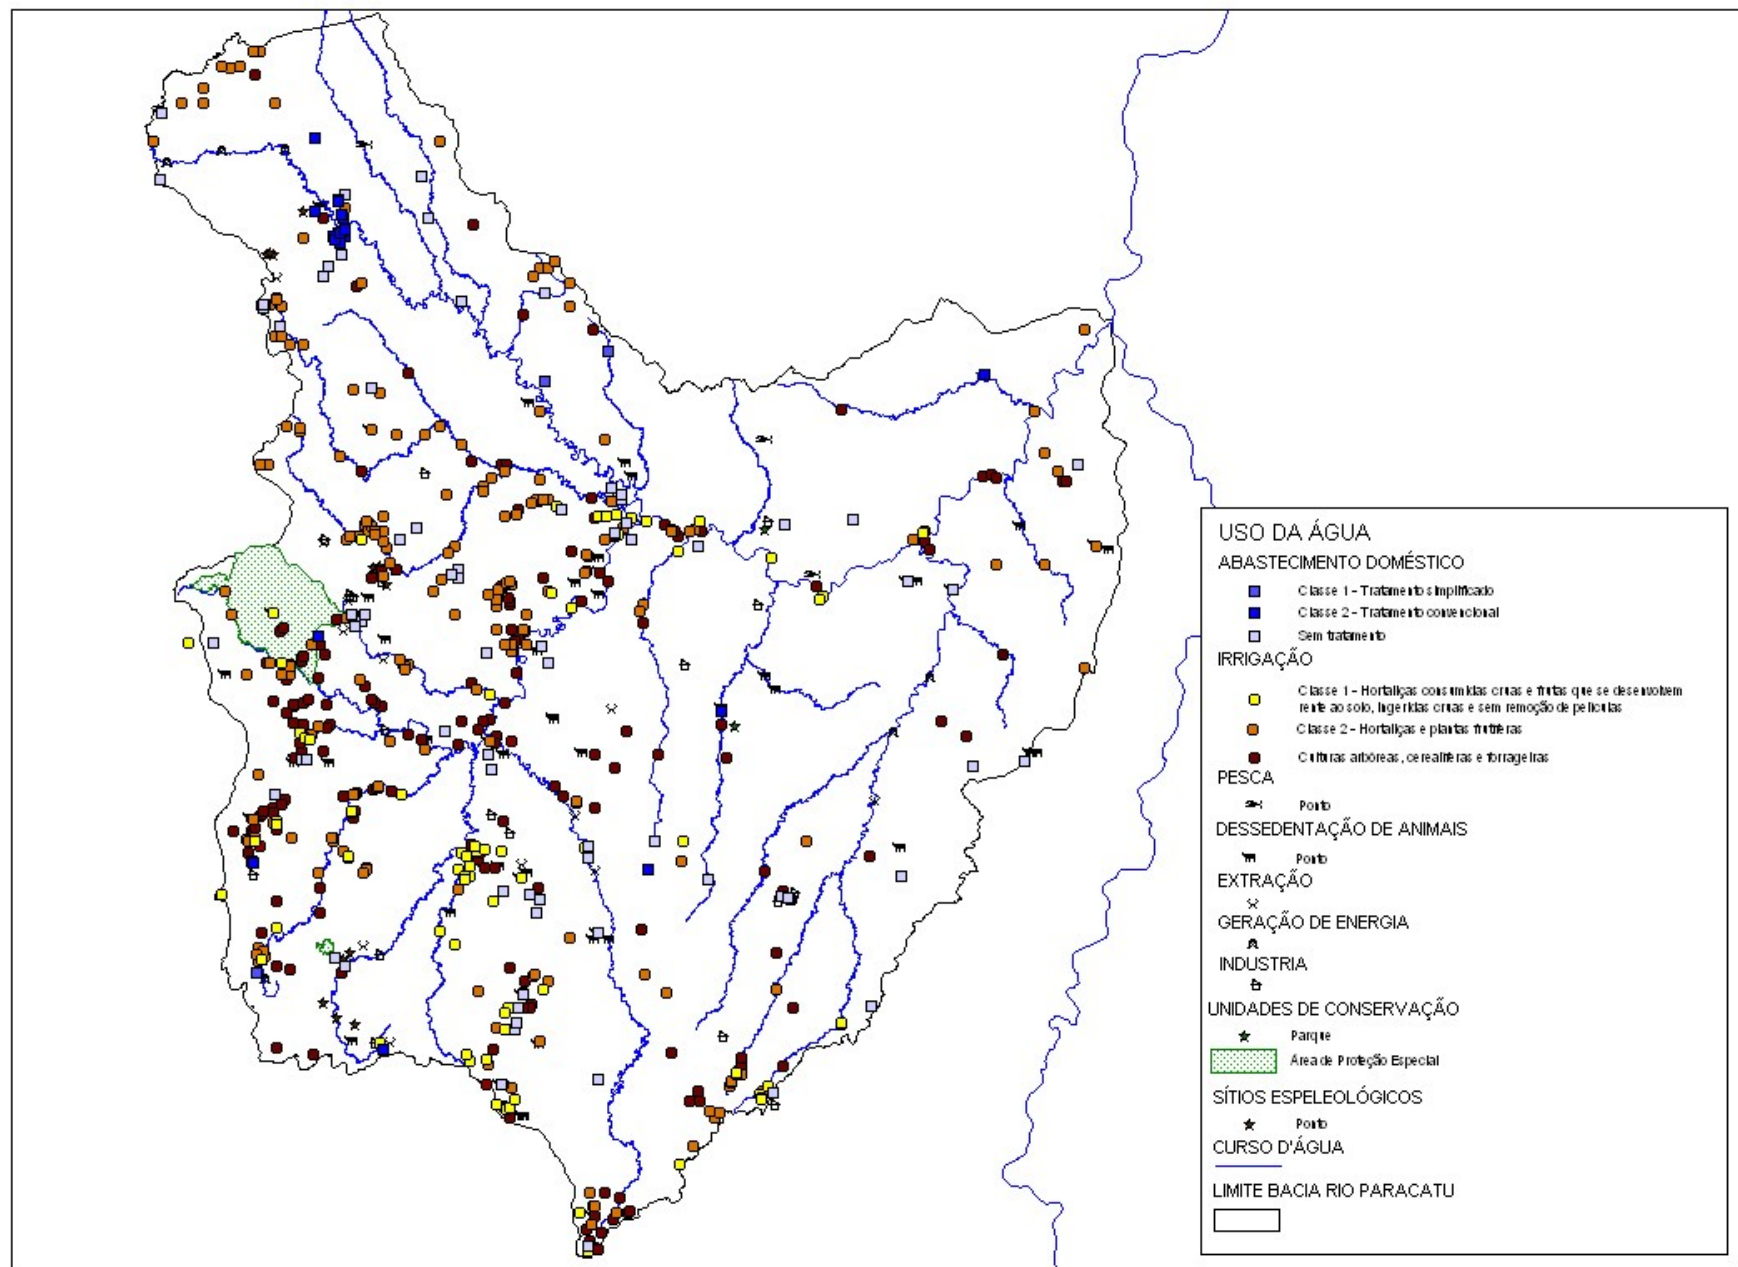 USO DA ÁGUA
ABASTECIMENTO DOMÉSTICO
Classe 1 - Tratamento simplificado
Classe 2 - Tratamento convencional
Sem tratamento
IRRIGAÇÃO
Classe 1 - Hortaliças consumidas cruas e frutas que se desenvolvem
rente ao solo, ingeridas cruas e sem remoção de películas
Classe 2 - Hortaliças e plantas frutíferas
Culturas arbóreas, cerealíferas e forrageiras
PESCA
Ponto
DESSEDENTAÇÃO DE ANIMAIS
Ponto
EXTRAÇÃO
GERAÇÃO DE ENERGIA
INDUSTRIA
UNIDADES DE CONSERVAÇÃO
Parque
Área de Proteção Especial
SÍTIOS ESPELEOLÓGICOS
Ponto
CURSO D'ÁGUA
LIMITE BACIA RIO PARACATU